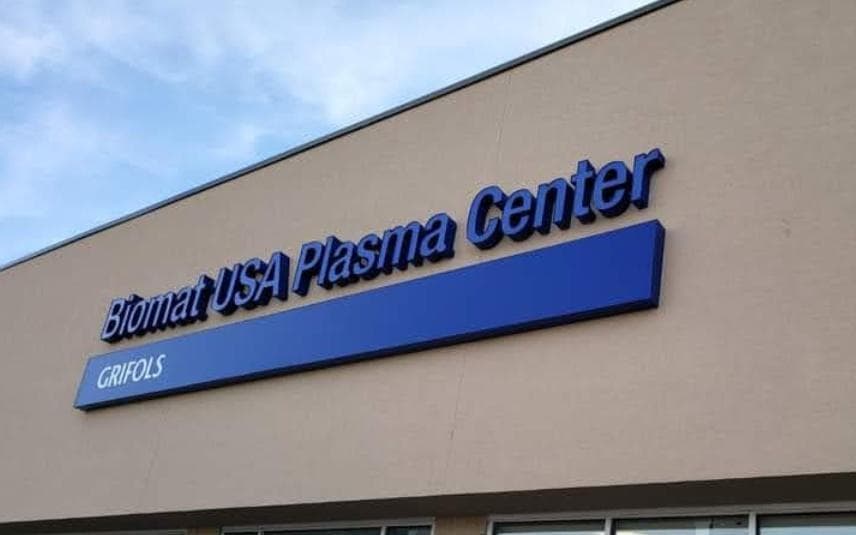 Biomat USA Plasma Center
GRIFOLS